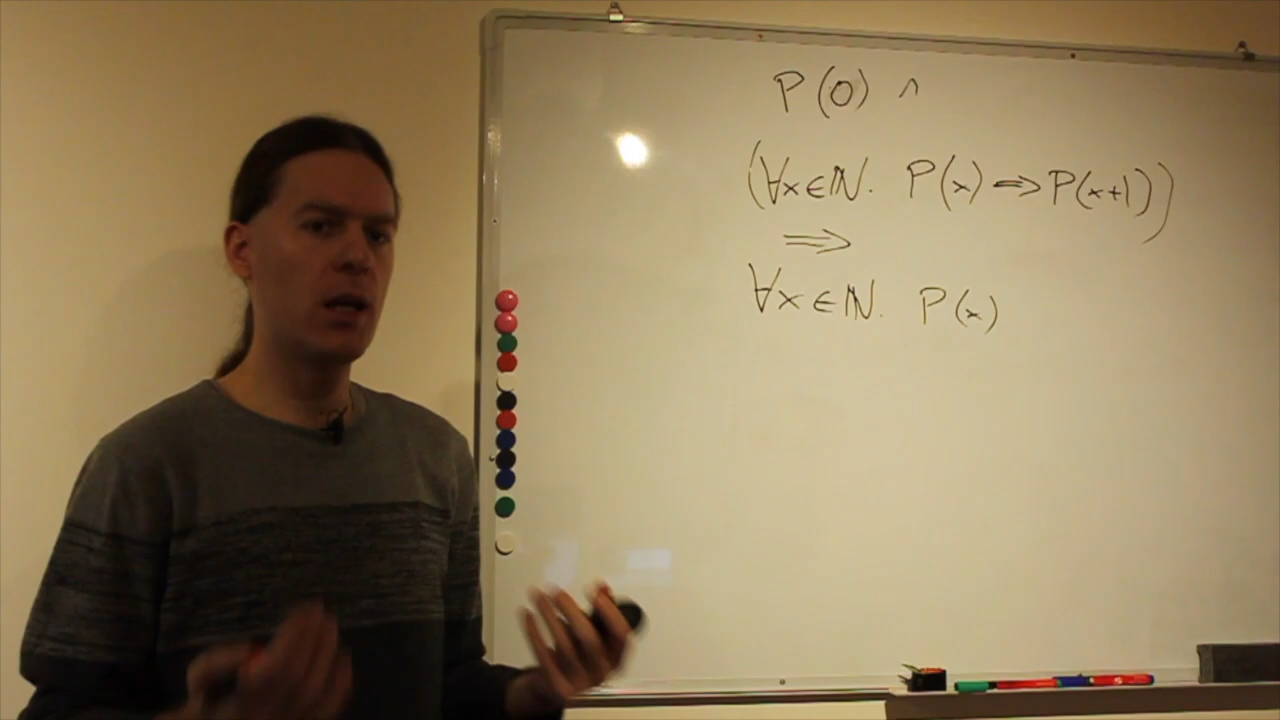 P(0) ∧
(∀x∈ℕ. P(x) ⇒ P(x+1))
⇒
∀x∈ℕ. P(x)